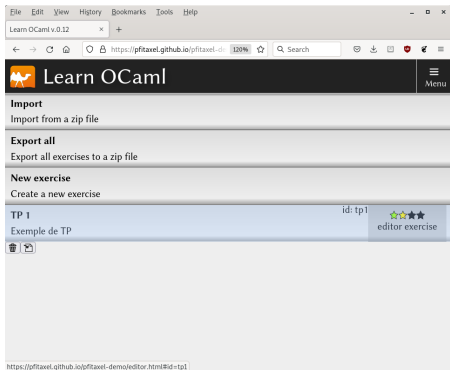 File Edit View History Bookmarks Tools Help
Learn OCaml v.0.12
https://pfitaxel.github.io/pfitaxel-de 120% Search
Learn OCaml
Menu
Import
Import from a zip file
Export all
Export all exercises to a zip file
New exercise
Create a new exercise
TP 1 id: tp1
Exemple de TP editor exercise
https://pfitaxel.github.io/pfitaxel-demo/editor.html#id=tp1